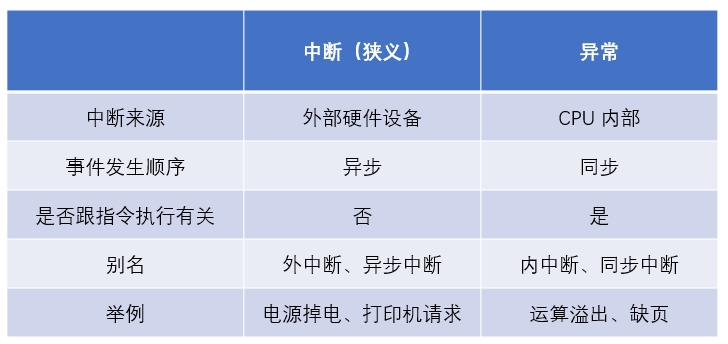 中断（狭义） 异常
中断来源 外部硬件设备 CPU 内部
事件发生顺序 异步 同步
是否跟指令执行有关 否 是
别名 外中断、异步中断 内中断、同步中断
举例 电源掉电、打印机请求 运算溢出、缺页